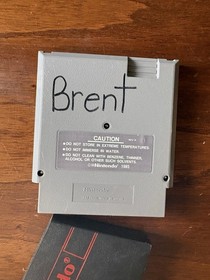 Brent
CAUTION
●DO NOT STORE IN EXTREME TEMPERATURES.
●DO NOT IMMERSE IN WATER.
●DO NOT CLEAN WITH BENZENE, THINNER,
ALCOHOL OR OTHER SUCH SOLVENTS.
©Nintendo 1985